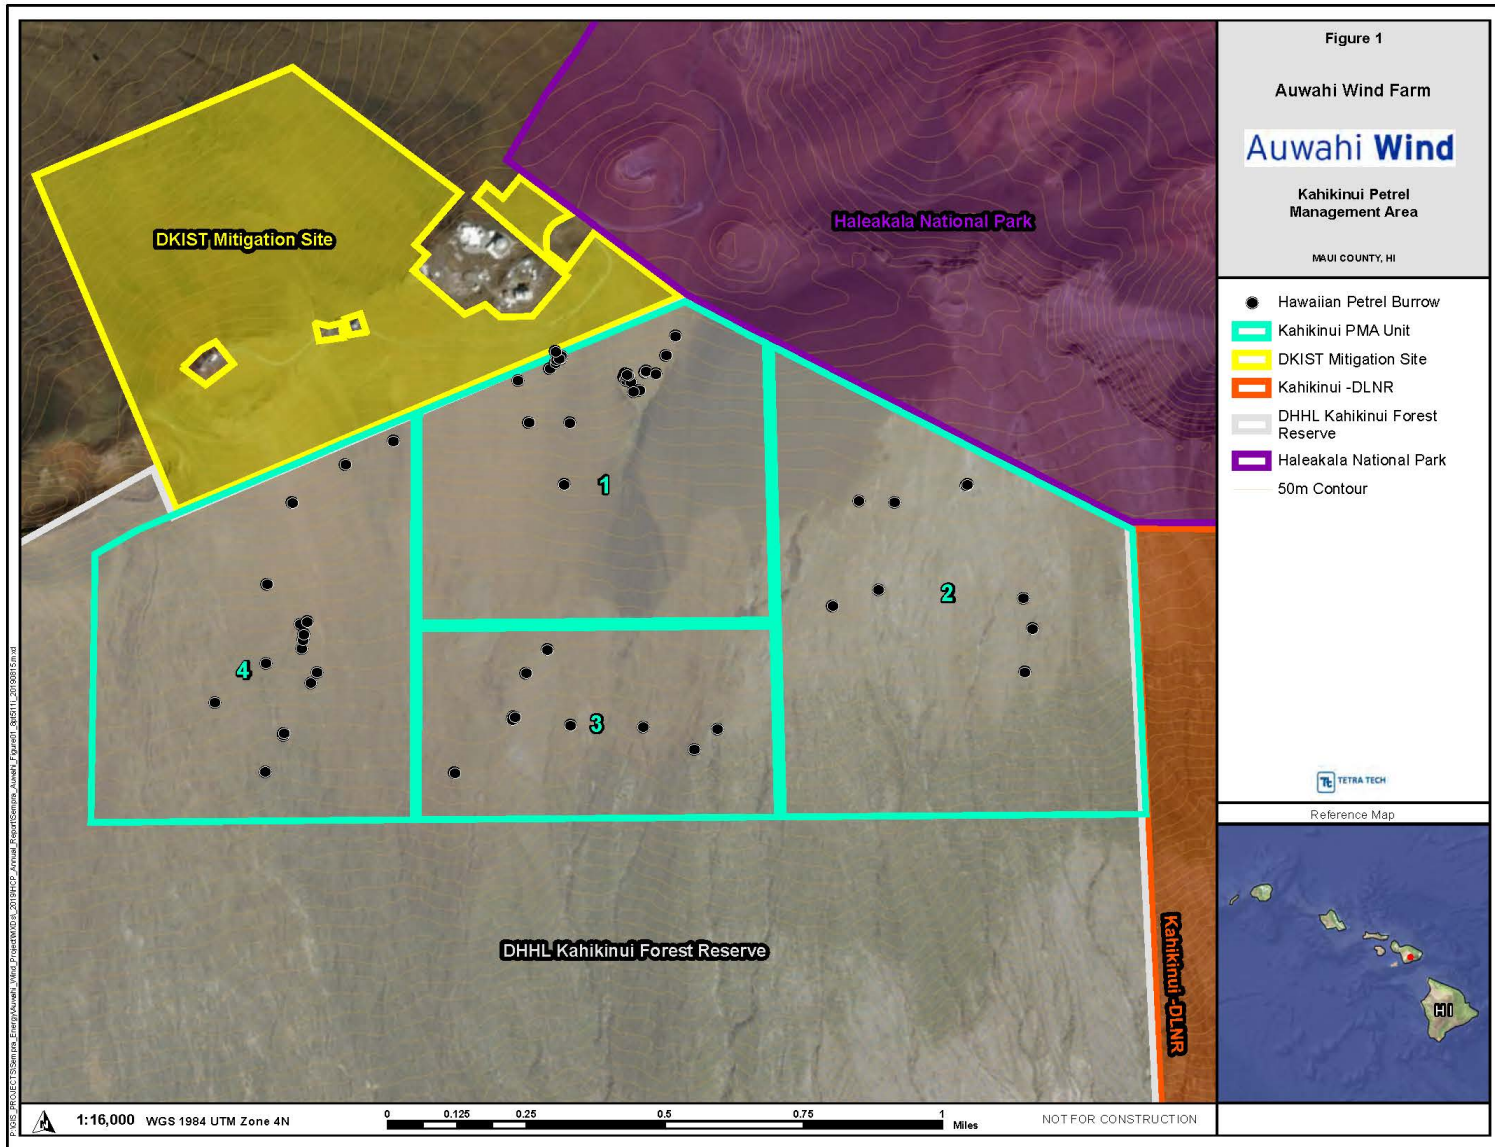 Figure 1
Auwahi Wind Farm
Auwahi Wind
Kahikinui Petrel
Management Area
MAUI COUNTY, HI
Hawaiian Petrel Burrow
Kahikinui PMA Unit
DKIST Mitigation Site
Kahikinui -DLNR
DHHL Kahikinui Forest
Reserve
Haleakala National Park
50m Contour
Tt TETRA TECH
Reference Map
HI
DKIST Mitigation Site
Haleakala National Park
1
2
3
4
DHHL Kahikinui Forest Reserve
Kahikinui -DLNR
1:16,000 WGS 1984 UTM Zone 4N
0 0.125 0.25 0.5 0.75 1
Miles
NOT FOR CONSTRUCTION